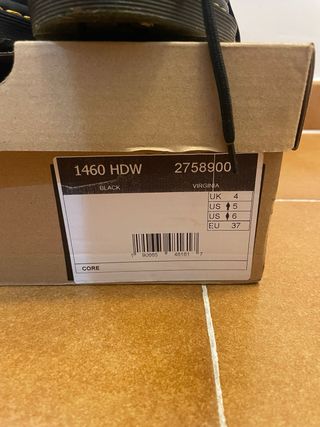 1460 HDW 2758900
BLACK VIRGINIA
UK 4
US 5
US 6
EU 37
CORE